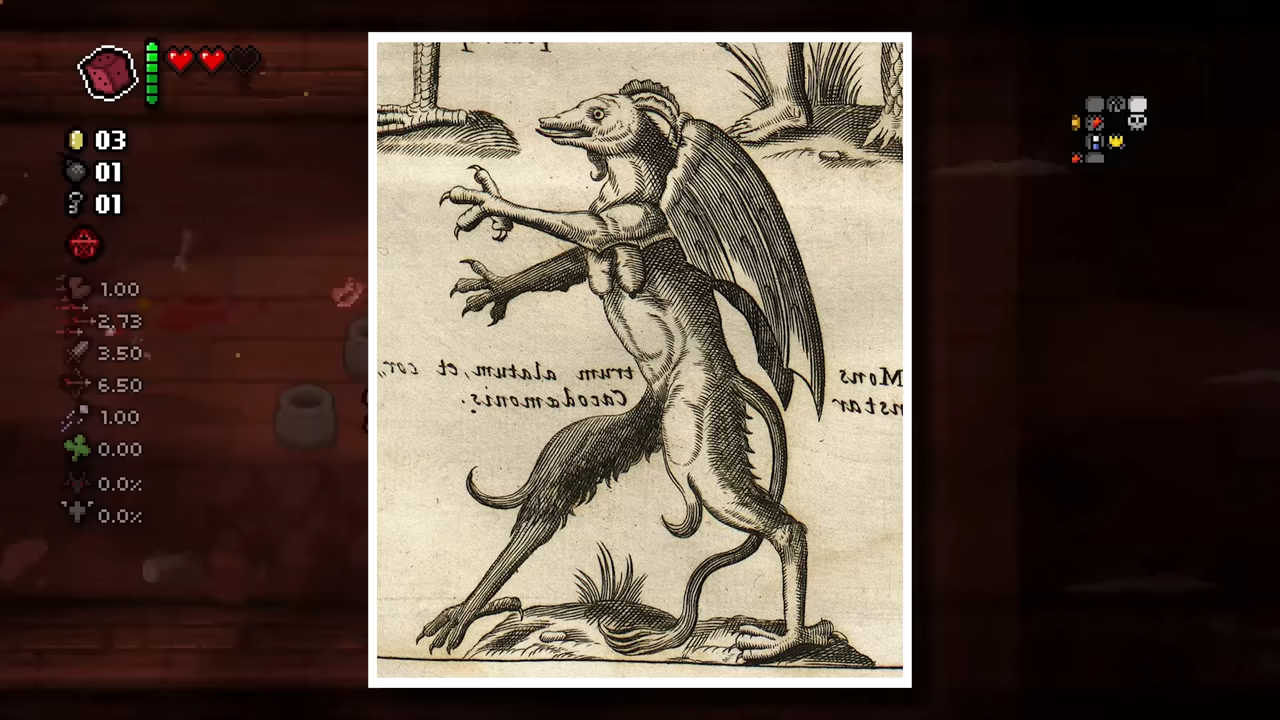 03
01
01
1.00
2.73
3.50
6.50
1.00
0.00
0.0%
0.0%
trum alatum, et cor,
Cacodæmonis.
Mons
nstar